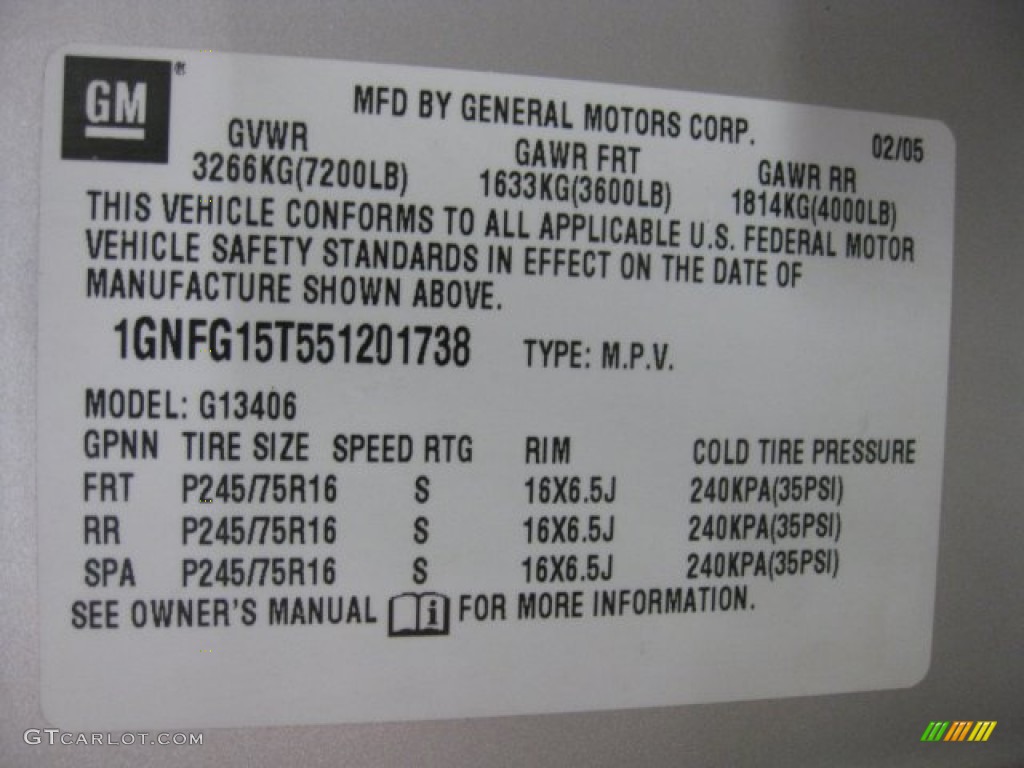 GM®
MFD BY GENERAL MOTORS CORP.
02/05
GVWR GAWR FRT GAWR RR
3266KG(7200LB) 1633KG(3600LB) 1814KG(4000LB)
THIS VEHICLE CONFORMS TO ALL APPLICABLE U.S. FEDERAL MOTOR
VEHICLE SAFETY STANDARDS IN EFFECT ON THE DATE OF
MANUFACTURE SHOWN ABOVE.
1GNFG15T551201738 TYPE: M.P.V.
MODEL: G13406
GPNN TIRE SIZE SPEED RTG RIM COLD TIRE PRESSURE
FRT P245/75R16 S 16X6.5J 240KPA(35PSI)
RR P245/75R16 S 16X6.5J 240KPA(35PSI)
SPA P245/75R16 S 16X6.5J 240KPA(35PSI)
SEE OWNER'S MANUAL i FOR MORE INFORMATION.
GTcarlot.com